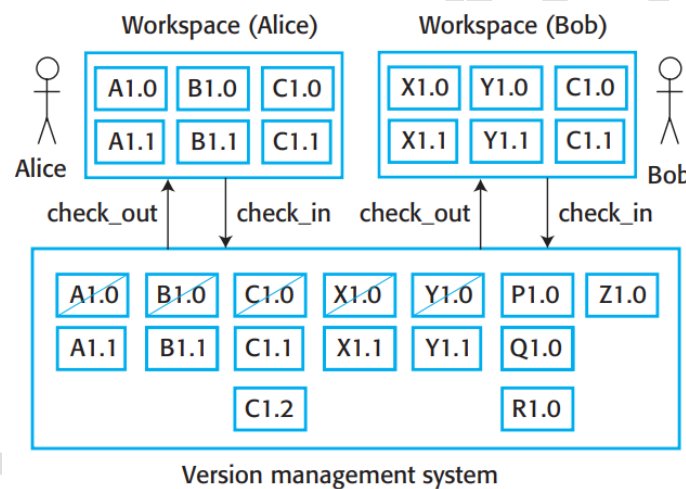 Workspace (Alice) Workspace (Bob)
A1.0 B1.0 C1.0 X1.0 Y1.0 C1.0
A1.1 B1.1 C1.1 X1.1 Y1.1 C1.1
Alice Bob
check_out check_in check_out check_in
A1.0 B1.0 C1.0 X1.0 Y1.0 P1.0 Z1.0
A1.1 B1.1 C1.1 X1.1 Y1.1 Q1.0
C1.2 R1.0
Version management system